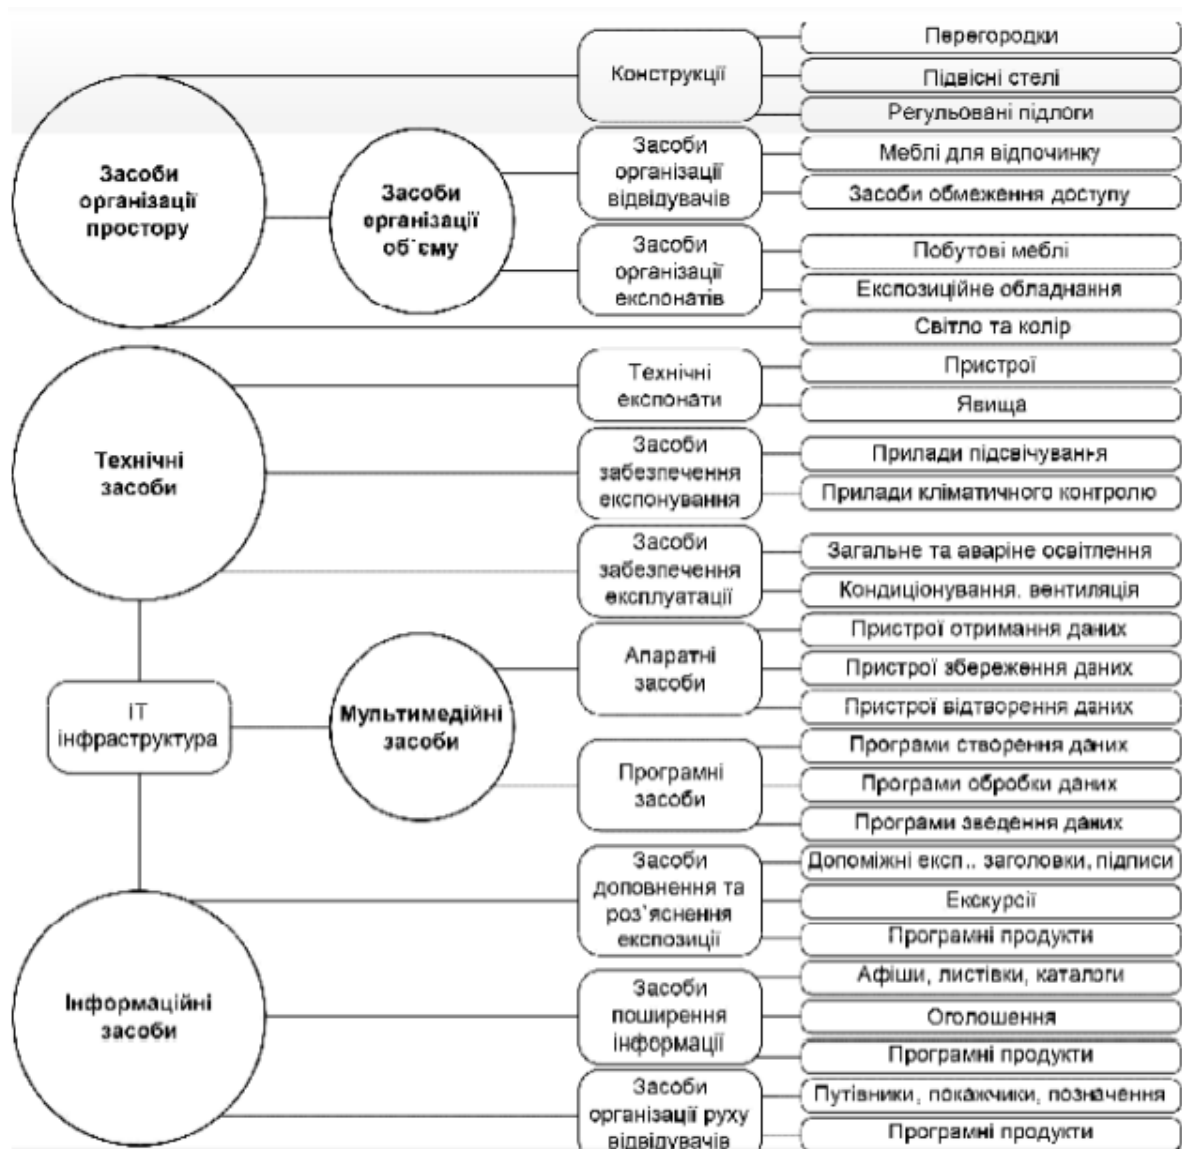 Засоби
організації
простору
Засоби
організації
об`єму
Конструкції
Перегородки
Підвісні стелі
Регульовані підлоги
Засоби
організації
відвідувачів
Меблі для відпочинку
Засоби обмеження доступу
Засоби
організації
експонатів
Побутові меблі
Експозиційне обладнання
Світло та колір
Технічні
засоби
Технічні
експонати
Пристрої
Явища
Засоби
забезпечення
експонування
Прилади підсвічування
Прилади кліматичного контролю
Засоби
забезпечення
експлуатації
Загальне та аваріне освітлення
Кондиціонування. вентиляція
ІТ
інфраструктура
Мультимедійні
засоби
Апаратні
засоби
Пристрої отримання даних
Пристрої збереження даних
Пристрої відтворення даних
Програмні
засоби
Програми створення даних
Програми обробки даних
Програми зведення даних
Інформаційні
засоби
Засоби
доповнення та
роз`яснення
експозиції
Допоміжні експ.. заголовки, підписи
Екскурсії
Програмні продукти
Засоби
поширення
інформації
Афіши, листівки, каталоги
Оголошення
Програмні продукти
Засоби
організації руху
відвідувачів
Путівники, покажчики, позначення
Програмні продукти